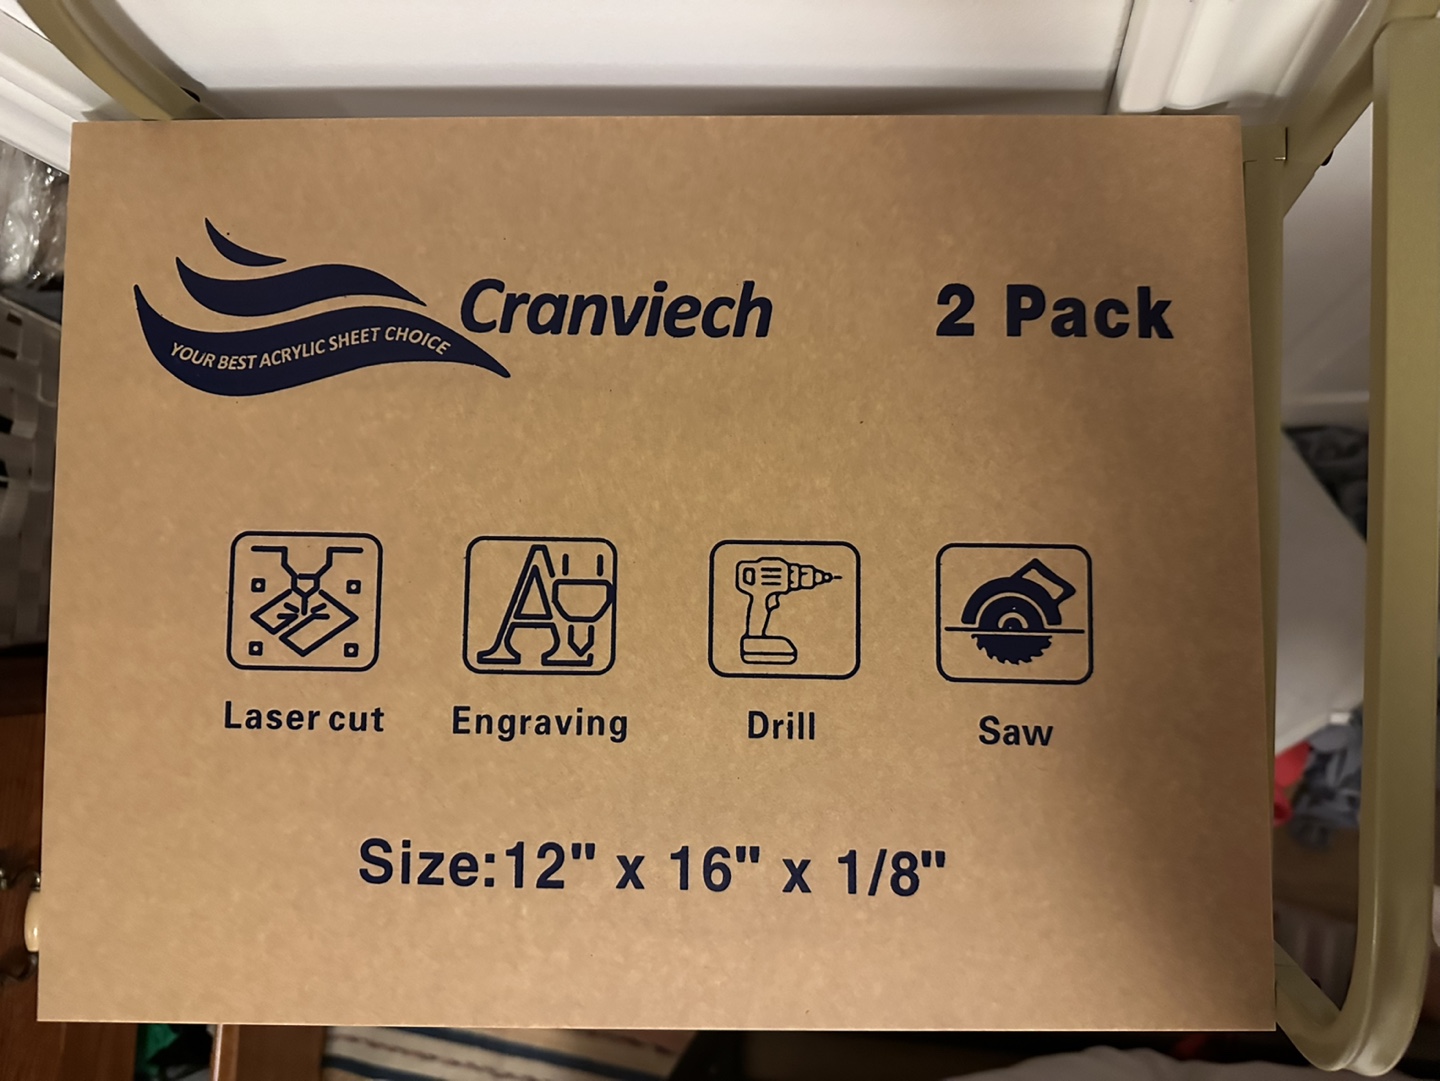 Cranviech
YOUR BEST ACRYLIC SHEET CHOICE
2 Pack
Laser cut
Engraving
Drill
Saw
Size:12" x 16" x 1/8"